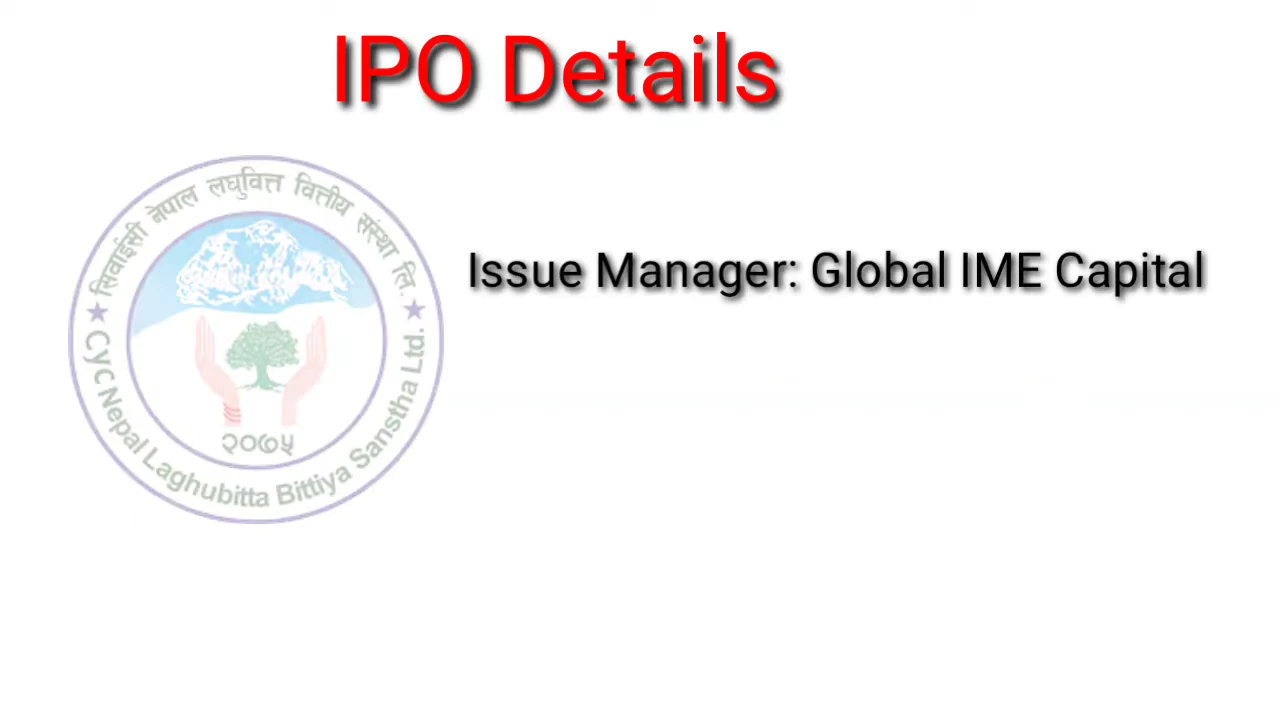 IPO Details
सिवाईसी नेपाल लघुवित्त वित्तीय संस्था लि.
Issue Manager: Global IME Capital
२०७५
CYC Nepal Laghubitta Bittiya Sanstha Ltd.